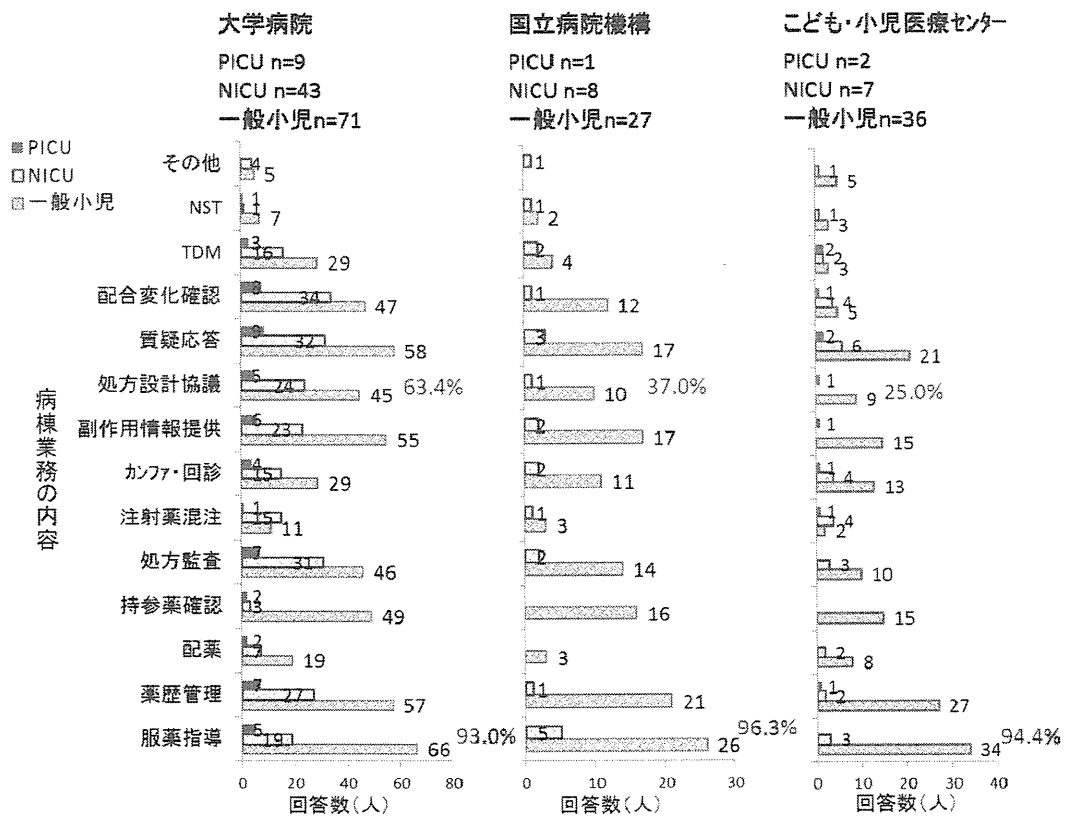 大学病院
PICU n=9
NICU n=43
一般小児n=71
国立病院機構
PICU n=1
NICU n=8
一般小児n=27
こども・小児医療センター
PICU n=2
NICU n=7
一般小児n=36
PICU
NICU
一般小児
病棟業務の内容
その他 4 5 1 1 5
NST 1 1 7 1 2 1 3
TDM 3 16 29 2 4 2 2 3
配合変化確認 8 34 47 1 12 1 4 5
質疑応答 9 32 58 3 17 2 6 21
処方設計協議 5 24 45 63.4% 1 10 37.0% 1 9 25.0%
副作用情報提供 6 23 55 2 17 1 15
カンファ・回診 4 15 29 2 11 1 4 13
注射薬混注 1 15 11 1 3 1 4 2
処方監査 7 31 46 2 14 3 10
持参薬確認 2 3 49 16 15
配薬 2 7 19 3 2 8
薬歴管理 7 27 57 1 21 1 2 27
服薬指導 5 19 66 93.0% 5 26 96.3% 3 34 94.4%
0 20 40 60 80
回答数(人)
0 10 20 30
回答数(人)
0 10 20 30 40
回答数(人)